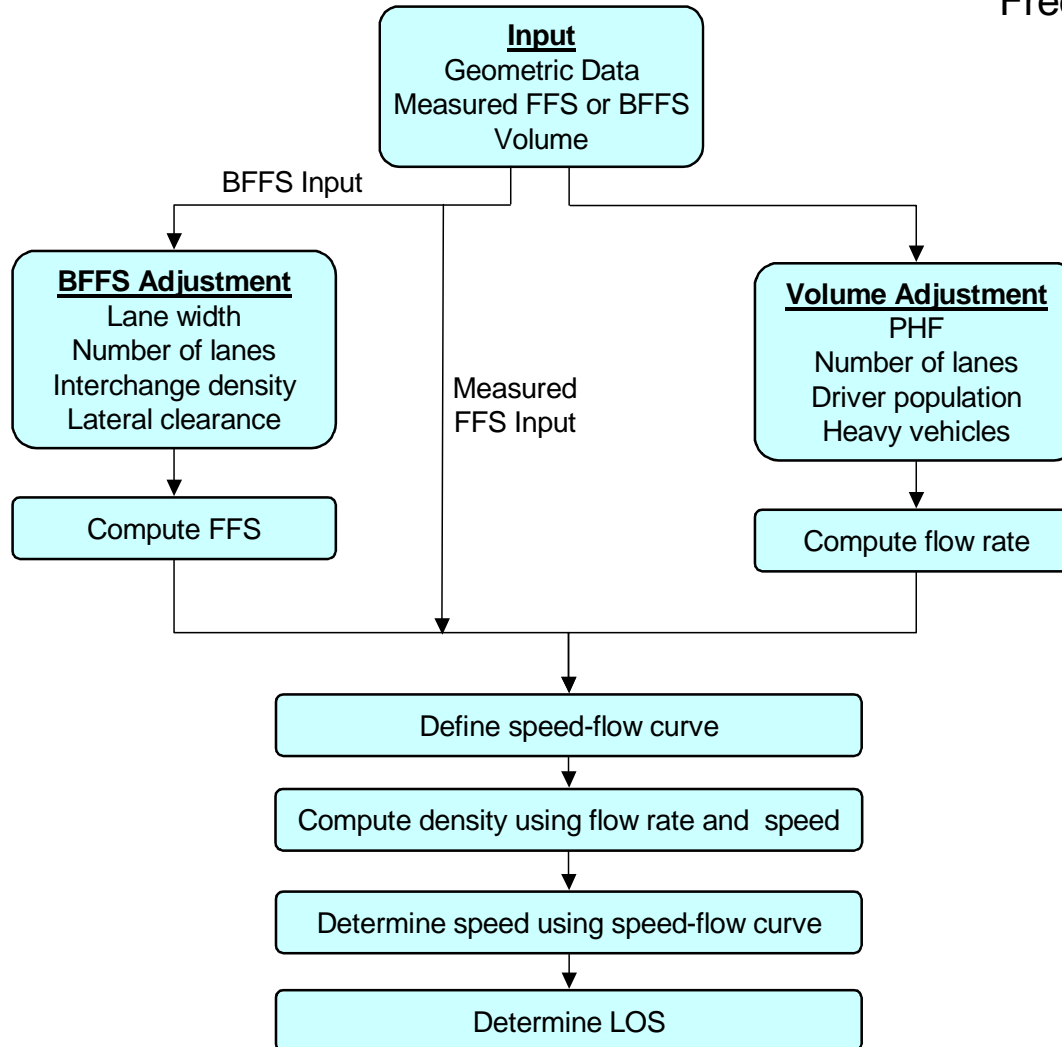 Free
Input
Geometric Data
Measured FFS or BFFS
Volume
BFFS Input
BFFS Adjustment
Lane width
Number of lanes
Interchange density
Lateral clearance
Measured
FFS Input
Volume Adjustment
PHF
Number of lanes
Driver population
Heavy vehicles
Compute FFS
Compute flow rate
Define speed-flow curve
Compute density using flow rate and speed
Determine speed using speed-flow curve
Determine LOS